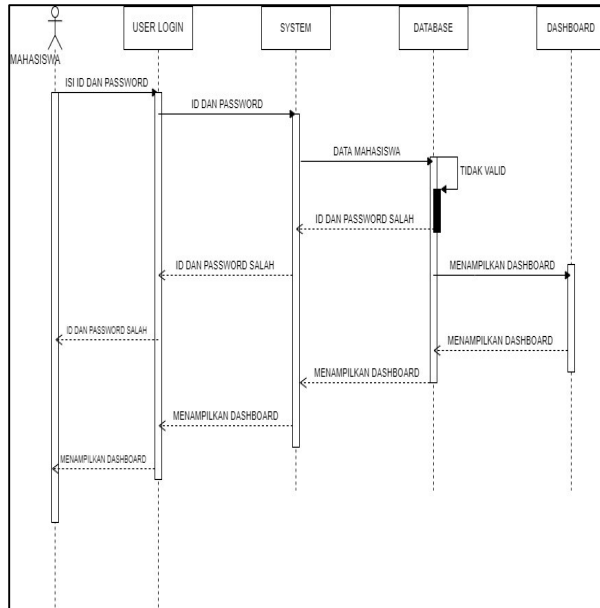 USER LOGIN
SYSTEM
DATABASE
DASHBOARD
MAHASISWA
ISI ID DAN PASSWORD
ID DAN PASSWORD
DATA MAHASISWA
TIDAK VALID
ID DAN PASSWORD SALAH
ID DAN PASSWORD SALAH
MENAMPILKAN DASHBOARD
ID DAN PASSWORD SALAH
MENAMPILKAN DASHBOARD
MENAMPILKAN DASHBOARD
MENAMPILKAN DASHBOARD
MENAMPILKAN DASHBOARD